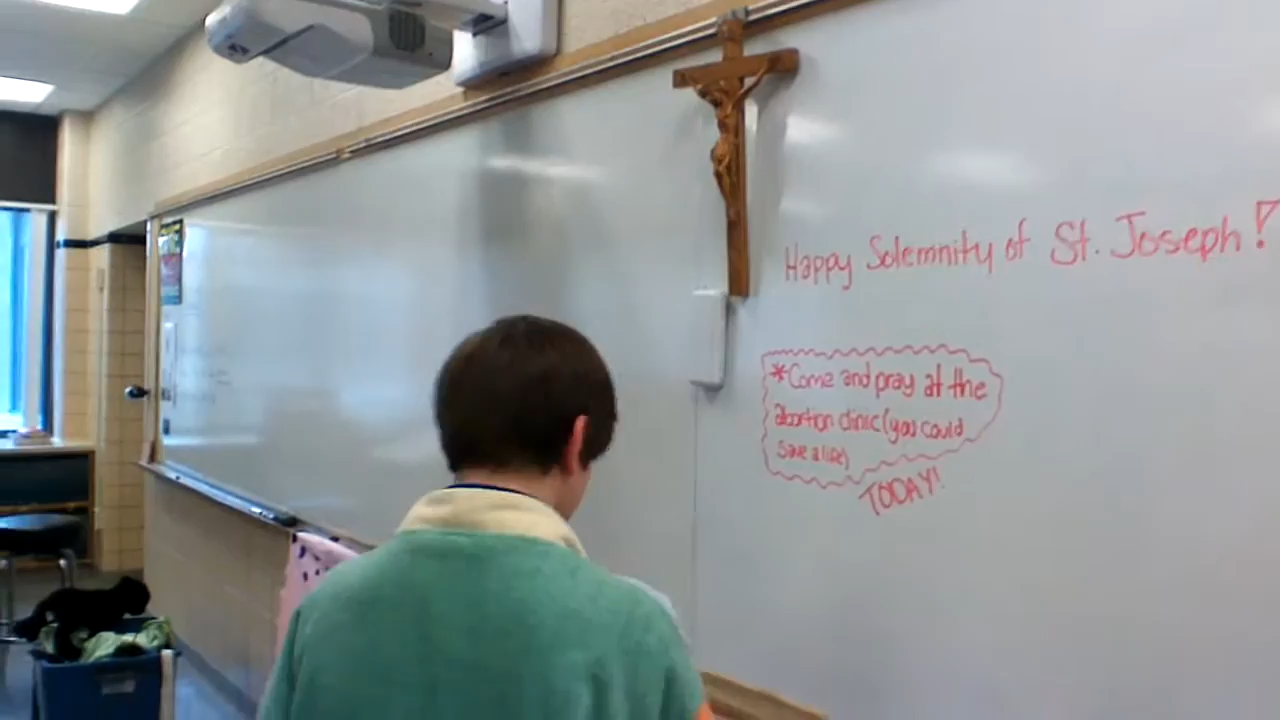 Happy Solemnity of St. Joseph!
*Come and pray at the
abortion clinic (you could
save a life)
TODAY!